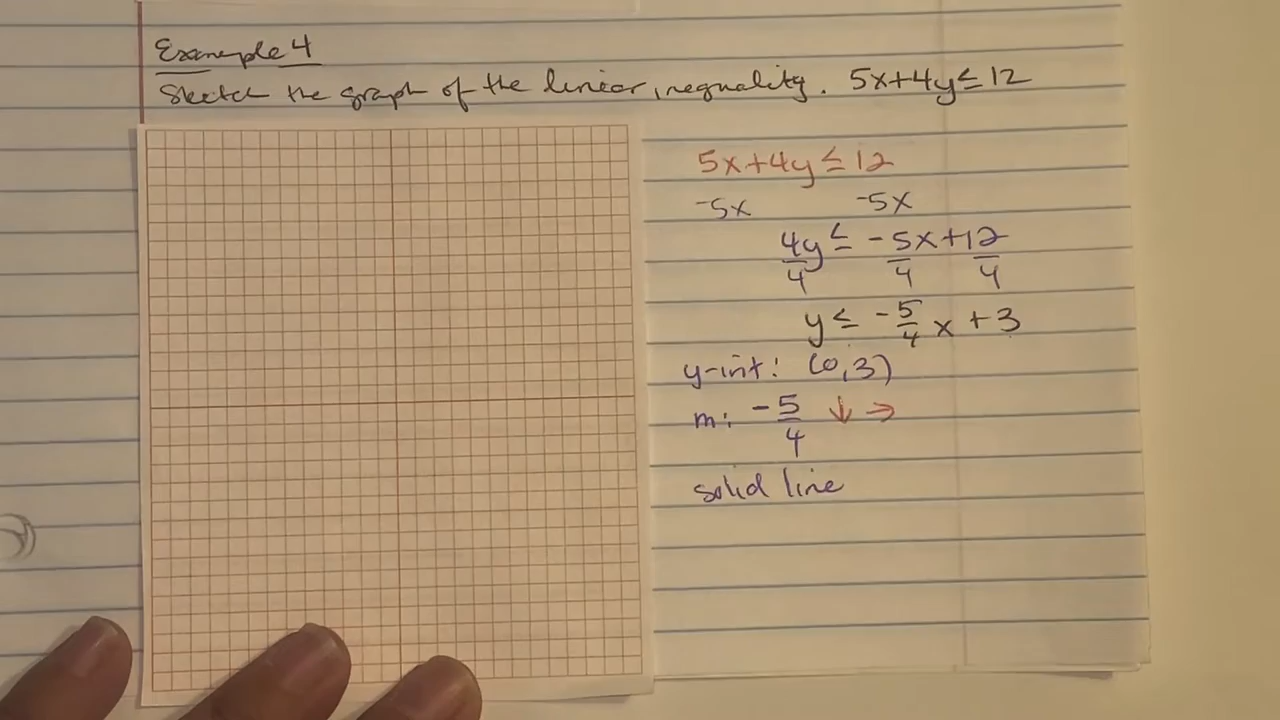 Example 4
Sketch the graph of the linear inequality. 5x+4y≤12
5x+4y≤12
-5x -5x
4y ≤ -5x+12
4 4 4
y ≤ -5/4 x +3
y-int: (0,3)
m: -5/4 ↓ →
solid line